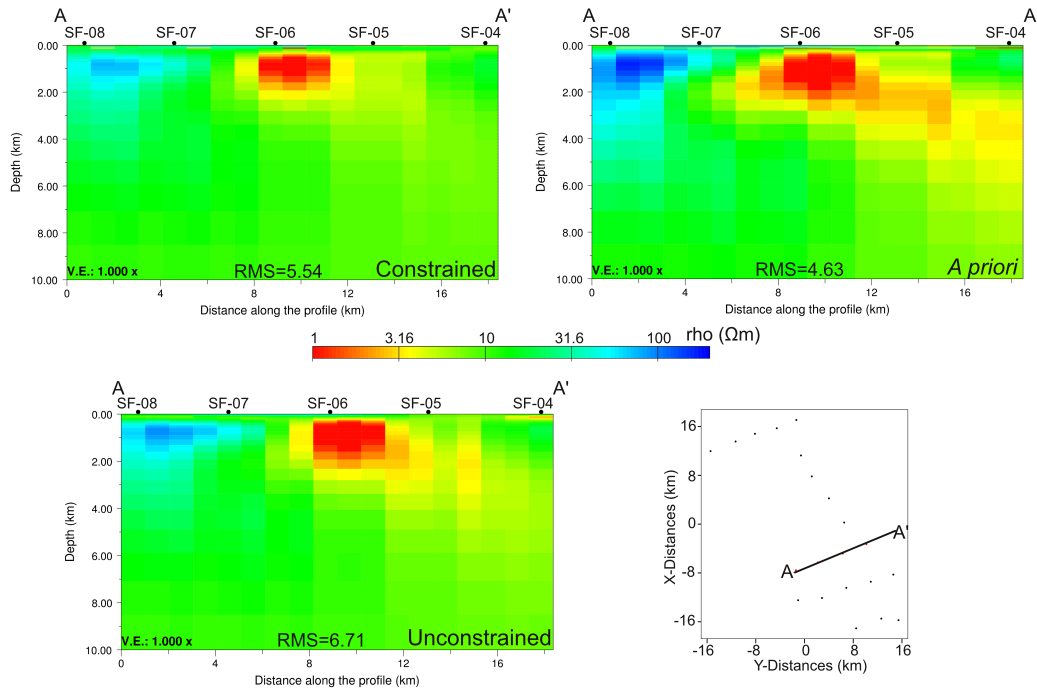 A A'
SF-08 SF-07 SF-06 SF-05 SF-04
0.00
2.00
4.00
6.00
8.00
10.00
Depth (km)
V.E.: 1.000 x RMS=5.54 Constrained
0 4 8 12 16
Distance along the profile (km)
A A
SF-08 SF-07 SF-06 SF-05 SF-04
0.00
2.00
4.00
6.00
8.00
10.00
Depth (km)
V.E.: 1.000 x RMS=4.63 A priori
0 4 8 12 16
Distance along the profile (km)
1 3.16 10 31.6 100 rho (Ωm)
A A'
SF-08 SF-07 SF-06 SF-05 SF-04
0.00
2.00
4.00
6.00
8.00
10.00
Depth (km)
V.E.: 1.000 x RMS=6.71 Unconstrained
0 4 8 12 16
Distance along the profile (km)
16
8
0
-8
-16
X-Distances (km)
A A'
-16 -8 0 8 16
Y-Distances (km)